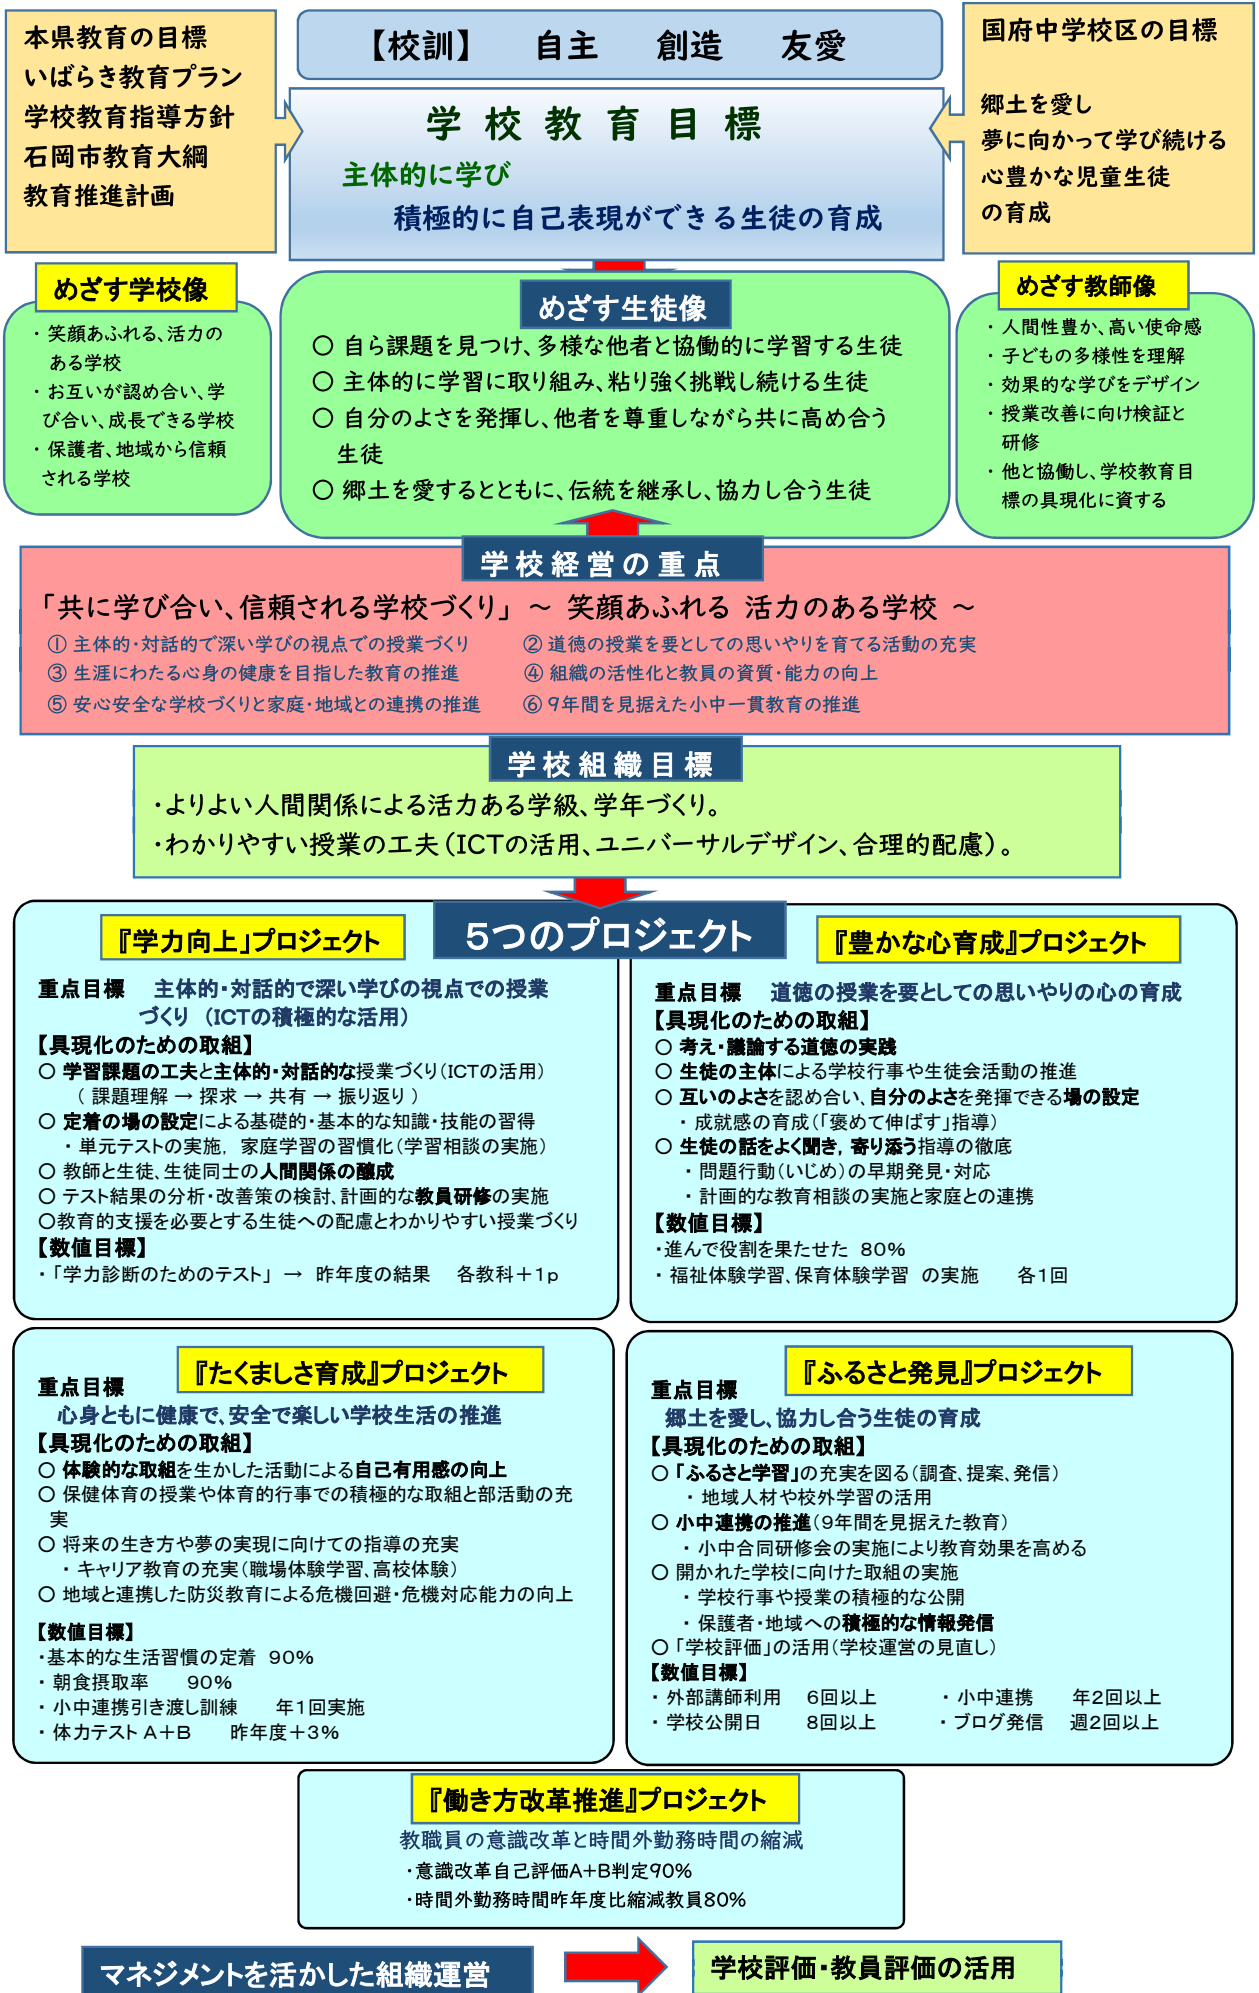 本県教育の目標
いばらき教育プラン
学校教育指導方針
石岡市教育大綱
教育推進計画
【校訓】　自主　創造　友愛
学校教育目標
主体的に学び
積極的に自己表現ができる生徒の育成
国府中学校区の目標
郷土を愛し
夢に向かって学び続ける
心豊かな児童生徒
の育成
めざす学校像
・笑顔あふれる、活力の
ある学校
・お互いが認め合い、学
び合い、成長できる学校
・保護者、地域から信頼
される学校
めざす生徒像
○ 自ら課題を見つけ、多様な他者と協働的に学習する生徒
○ 主体的に学習に取り組み、粘り強く挑戦し続ける生徒
○ 自分のよさを発揮し、他者を尊重しながら共に高め合う
生徒
○ 郷土を愛するとともに、伝統を継承し、協力し合う生徒
めざす教師像
・人間性豊か、高い使命感
・子どもの多様性を理解
・効果的な学びをデザイン
・授業改善に向け検証と
研修
・他と協働し、学校教育目
標の具現化に資する
学校経営の重点
「共に学び合い、信頼される学校づくり」 ～ 笑顔あふれる 活力のある学校 ～
① 主体的・対話的で深い学びの視点での授業づくり　② 道徳の授業を要としての思いやりを育てる活動の充実
③ 生涯にわたる心身の健康を目指した教育の推進　④ 組織の活性化と教員の資質・能力の向上
⑤ 安心安全な学校づくりと家庭・地域との連携の推進　⑥ 9年間を見据えた小中一貫教育の推進
学校組織目標
・よりよい人間関係による活力ある学級、学年づくり。
・わかりやすい授業の工夫（ICTの活用、ユニバーサルデザイン、合理的配慮）。
５つのプロジェクト
『学力向上」プロジェクト
重点目標　主体的・対話的で深い学びの視点での授業
づくり （ICTの積極的な活用）
【具現化のための取組】
○ 学習課題の工夫と主体的・対話的な授業づくり（ICTの活用）
（ 課題理解 → 探求 → 共有 → 振り返り ）
○ 定着の場の設定による基礎的・基本的な知識・技能の習得
・単元テストの実施, 家庭学習の習慣化（学習相談の実施）
○ 教師と生徒、生徒同士の人間関係の醸成
○ テスト結果の分析・改善策の検討、計画的な教員研修の実施
○教育的支援を必要とする生徒への配慮とわかりやすい授業づくり
【数値目標】
・「学力診断のためのテスト」 → 昨年度の結果　各教科＋1p
『豊かな心育成』プロジェクト
重点目標　道徳の授業を要としての思いやりの心の育成
【具現化のための取組】
○ 考え・議論する道徳の実践
○ 生徒の主体による学校行事や生徒会活動の推進
○ 互いのよさを認め合い、自分のよさを発揮できる場の設定
・成就感の育成（「褒めて伸ばす」指導）
○ 生徒の話をよく聞き, 寄り添う指導の徹底
・問題行動（いじめ）の早期発見・対応
・計画的な教育相談の実施と家庭との連携
【数値目標】
・進んで役割を果たせた 80%
・福祉体験学習、保育体験学習 の実施　各1回
『たくましさ育成』プロジェクト
重点目標
心身ともに健康で、安全で楽しい学校生活の推進
【具現化のための取組】
○ 体験的な取組を生かした活動による自己有用感の向上
○ 保健体育の授業や体育的行事での積極的な取組と部活動の充
実
○ 将来の生き方や夢の実現に向けての指導の充実
・キャリア教育の充実（職場体験学習、高校体験）
○ 地域と連携した防災教育による危機回避・危機対応能力の向上
【数値目標】
・基本的な生活習慣の定着 90%
・朝食摂取率　90%
・小中連携引き渡し訓練　年1回実施
・体力テスト A＋B　昨年度＋3%
『ふるさと発見』プロジェクト
重点目標
郷土を愛し、協力し合う生徒の育成
【具現化のための取組】
○ 「ふるさと学習」の充実を図る（調査、提案、発信）
・地域人材や校外学習の活用
○ 小中連携の推進（9年間を見据えた教育）
・小中合同研修会の実施により教育効果を高める
○ 開かれた学校に向けた取組の実施
・学校行事や授業の積極的な公開
・保護者・地域への積極的な情報発信
○ 「学校評価」の活用（学校運営の見直し）
【数値目標】
・外部講師利用　6回以上　・小中連携　年2回以上
・学校公開日　8回以上　・ブログ発信　週2回以上
『働き方改革推進』プロジェクト
教職員の意識改革と時間外勤務時間の縮減
・意識改革自己評価A+B判定90%
・時間外勤務時間昨年度比縮減教員80%
マネジメントを活かした組織運営
学校評価・教員評価の活用